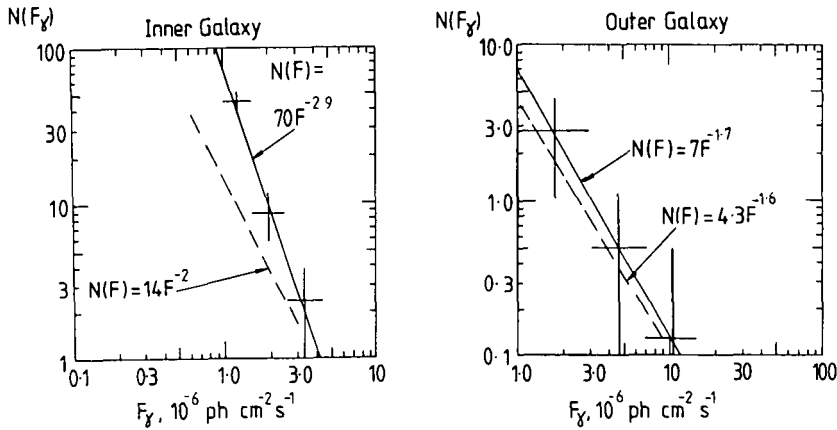 N(Fγ)
Inner Galaxy
100
N(F) =
70F^-2.9
10
N(F) = 14F^-2
3
1
0.1 0.3 1.0 3.0 10
Fγ, 10^-6 ph cm^-2 s^-1
N(Fγ)
Outer Galaxy
10.0
3.0
N(F) = 7F^-1.7
1.0
N(F) = 4.3F^-1.6
0.3
0.1
1.0 3.0 10 30 100
Fγ, 10^-6 ph cm^-2 s^-1